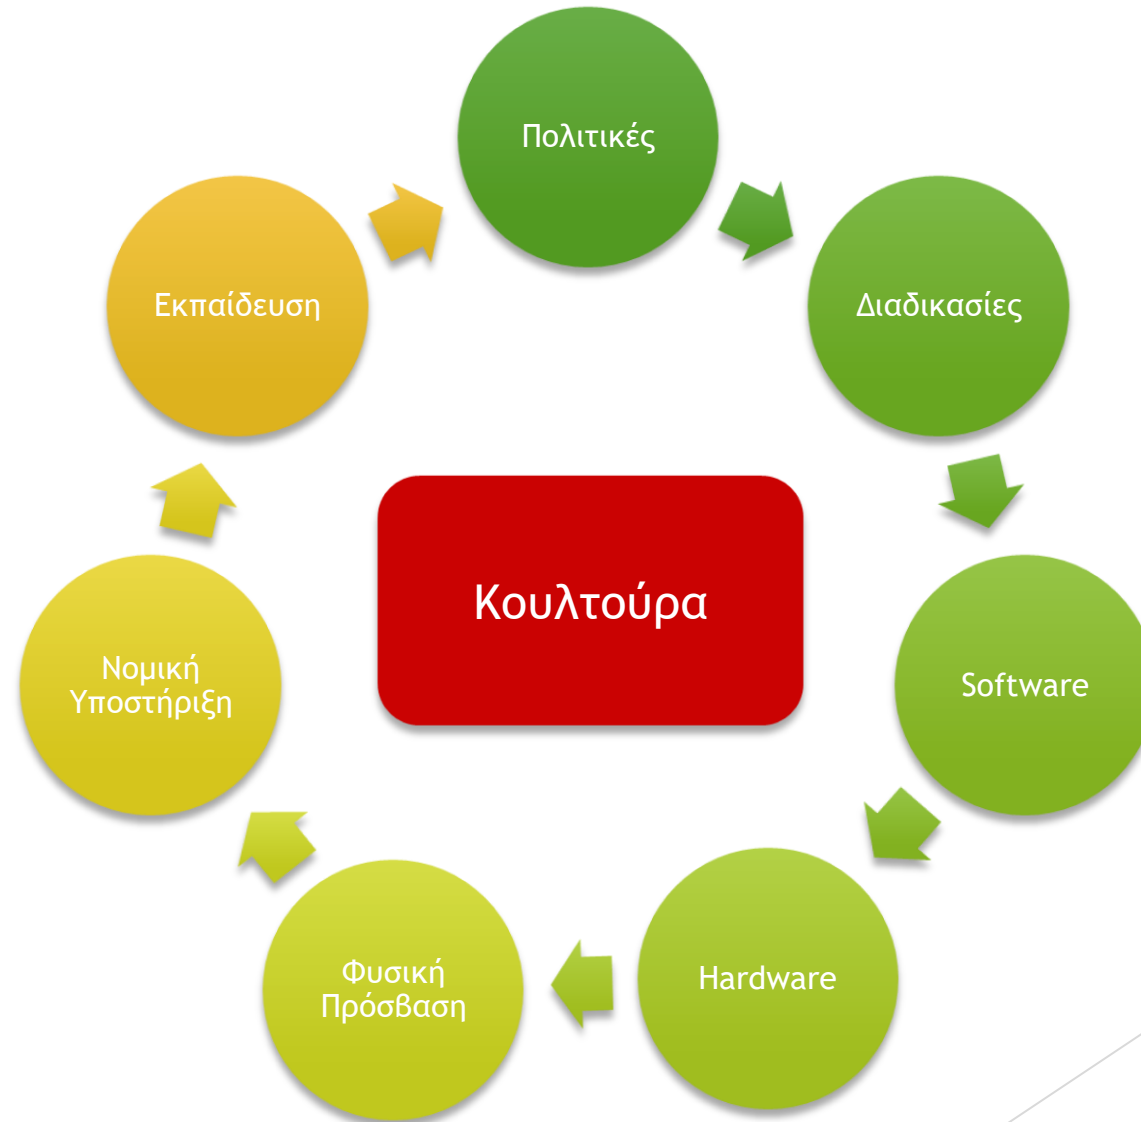 Πολιτικές
Διαδικασίες
Software
Hardware
Φυσική
Πρόσβαση
Νομική
Υποστήριξη
Εκπαίδευση
Κουλτούρα